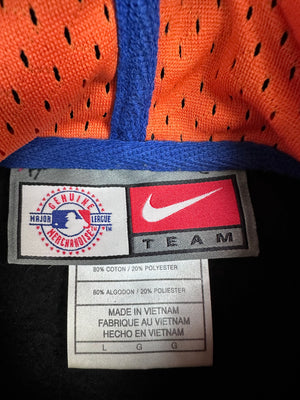 GENUINE
MAJOR LEAGUE
MERCHANDISE
TEAM
80% COTTON / 20% POLYESTER
80% ALGODON / 20% POLIESTER
MADE IN VIETNAM
FABRIQUÉ AU VIETNAM
HECHO EN VIETNAM
L G G